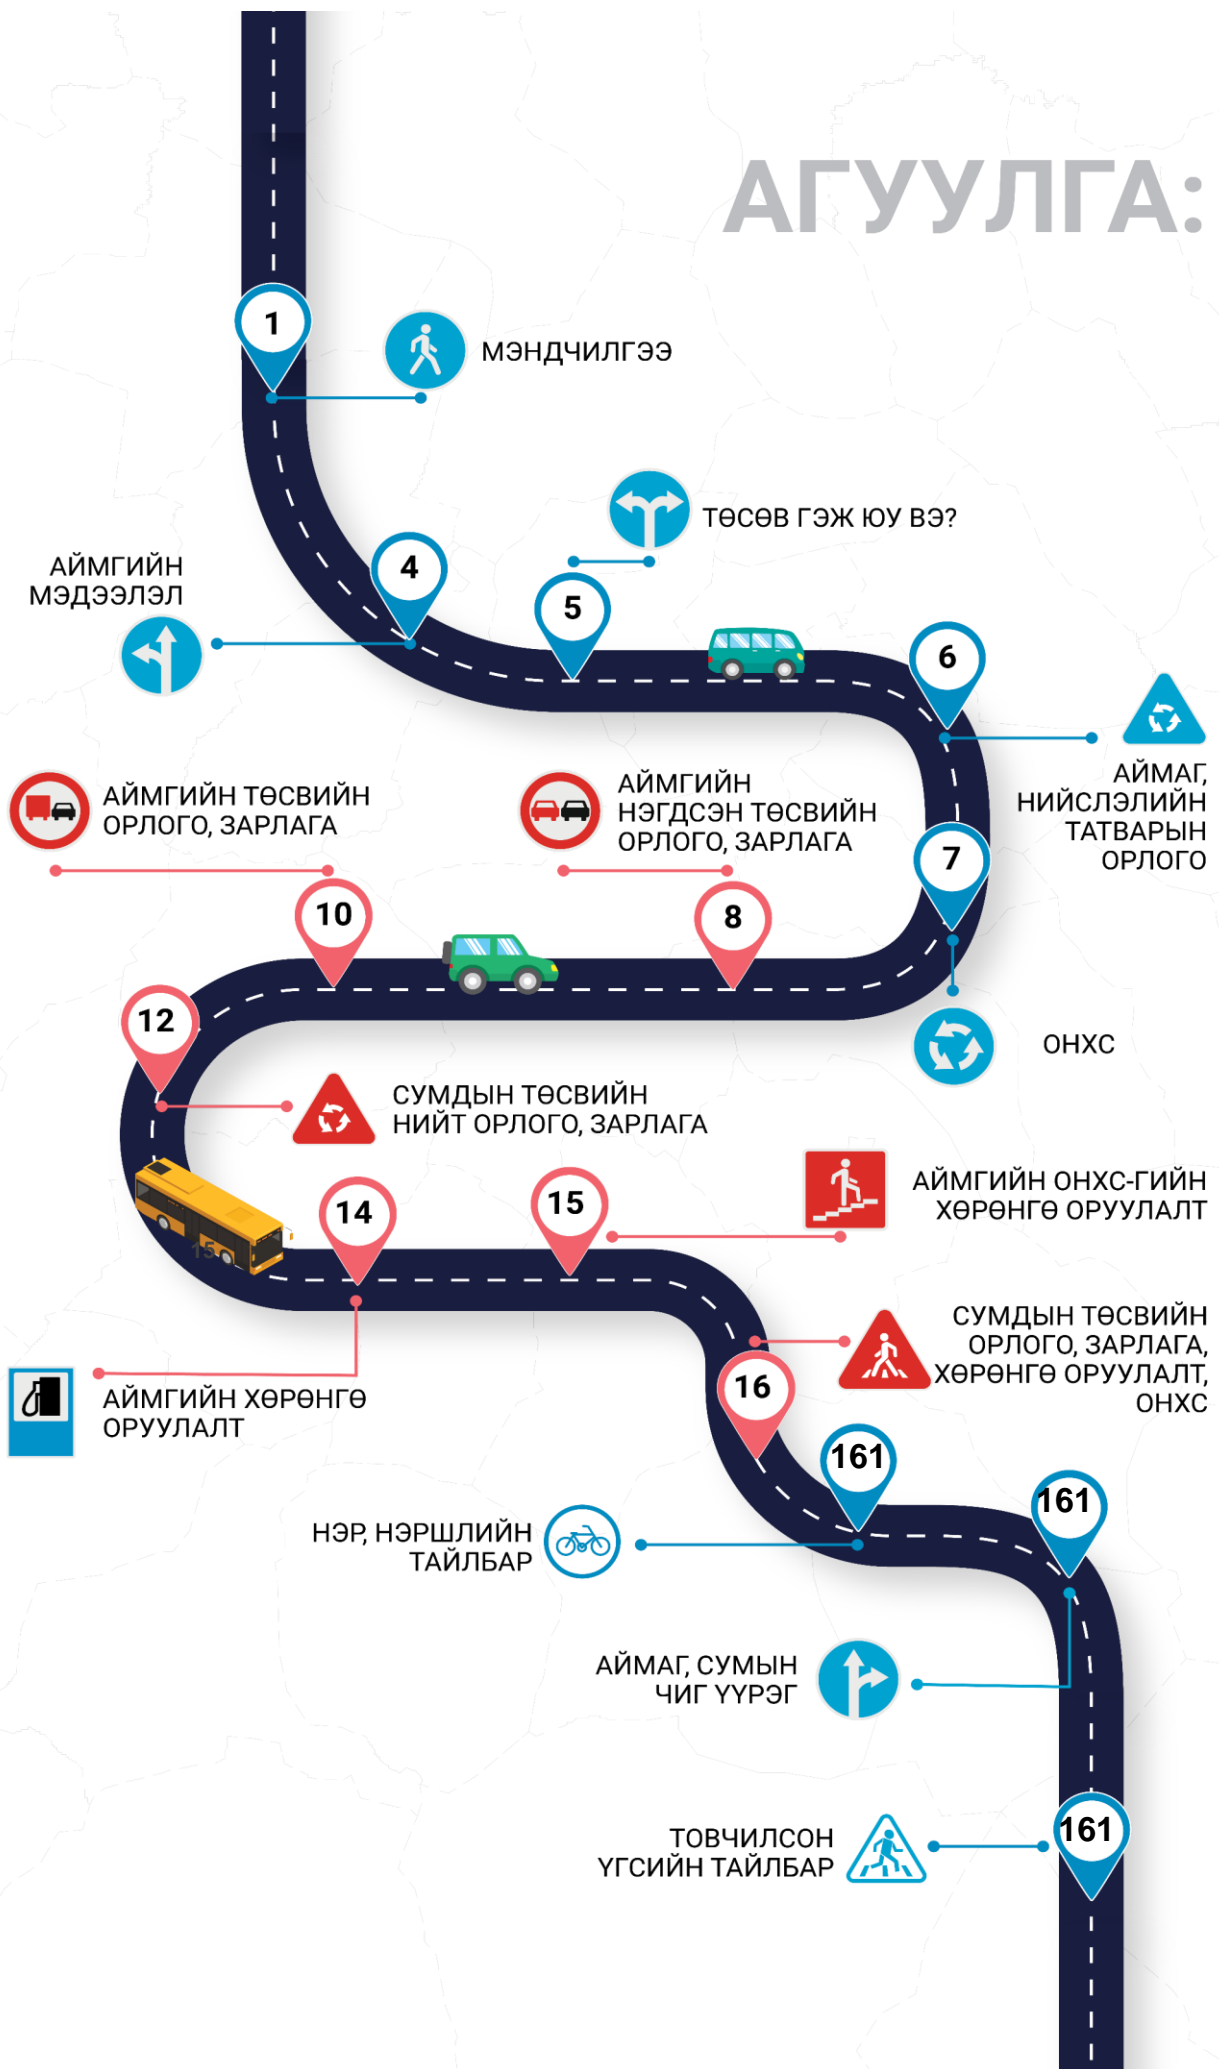 АГУУЛГА:
1
МЭНДЧИЛГЭЭ
ТӨСӨВ ГЭЖ ЮУ ВЭ?
АЙМГИЙН
МЭДЭЭЛЭЛ
4
5
6
АЙМАГ,
НИЙСЛЭЛИЙН
ТАТВАРЫН
ОРЛОГО
АЙМГИЙН ТӨСВИЙН
ОРЛОГО, ЗАРЛАГА
АЙМГИЙН
НЭГДСЭН ТӨСВИЙН
ОРЛОГО, ЗАРЛАГА
7
10
8
12
ОНХС
СУМДЫН ТӨСВИЙН
НИЙТ ОРЛОГО, ЗАРЛАГА
АЙМГИЙН ОНХС-ГИЙН
ХӨРӨНГӨ ОРУУЛАЛТ
14
15
15
СУМДЫН ТӨСВИЙН
ОРЛОГО, ЗАРЛАГА,
ХӨРӨНГӨ ОРУУЛАЛТ,
ОНХС
АЙМГИЙН ХӨРӨНГӨ
ОРУУЛАЛТ
16
161
161
НЭР, НЭРШЛИЙН
ТАЙЛБАР
АЙМАГ, СУМЫН
ЧИГ ҮҮРЭГ
161
ТОВЧИЛСОН
ҮГСИЙН ТАЙЛБАР